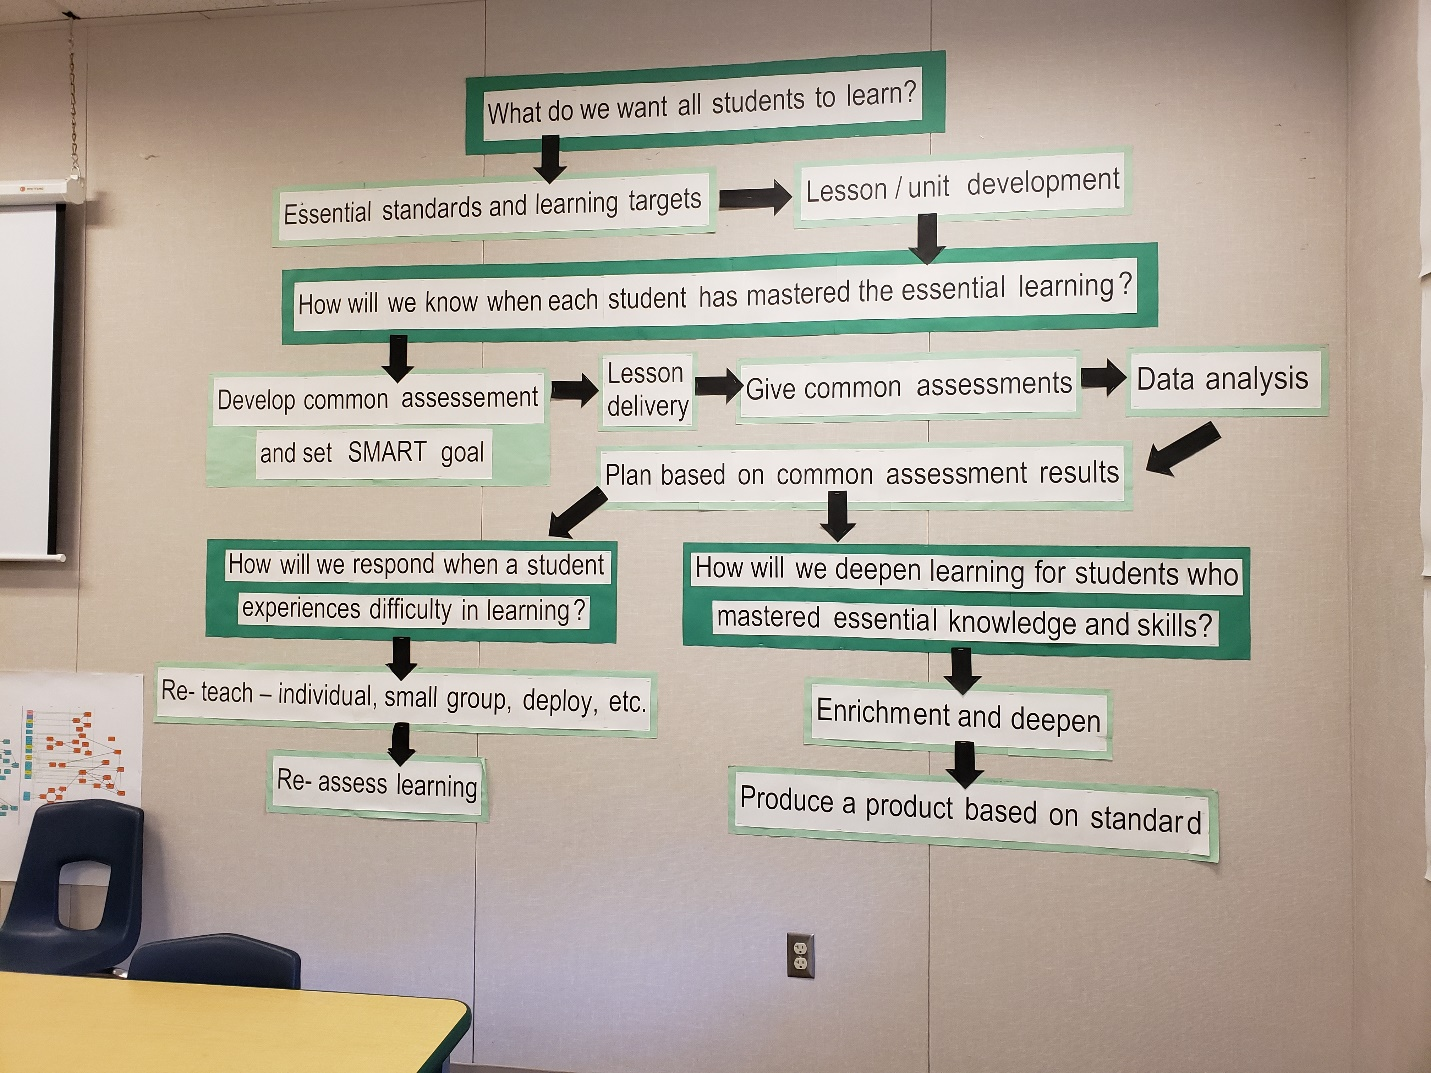 What do we want all students to learn?
Essential standards and learning targets
Lesson / unit development
How will we know when each student has mastered the essential learning?
Develop common assessement
and set SMART goal
Lesson
delivery
Give common assessments
Data analysis
Plan based on common assessment results
How will we respond when a student
experiences difficulty in learning?
How will we deepen learning for students who
mastered essential knowledge and skills?
Re- teach – individual, small group, deploy, etc.
Re- assess learning
Enrichment and deepen
Produce a product based on standard